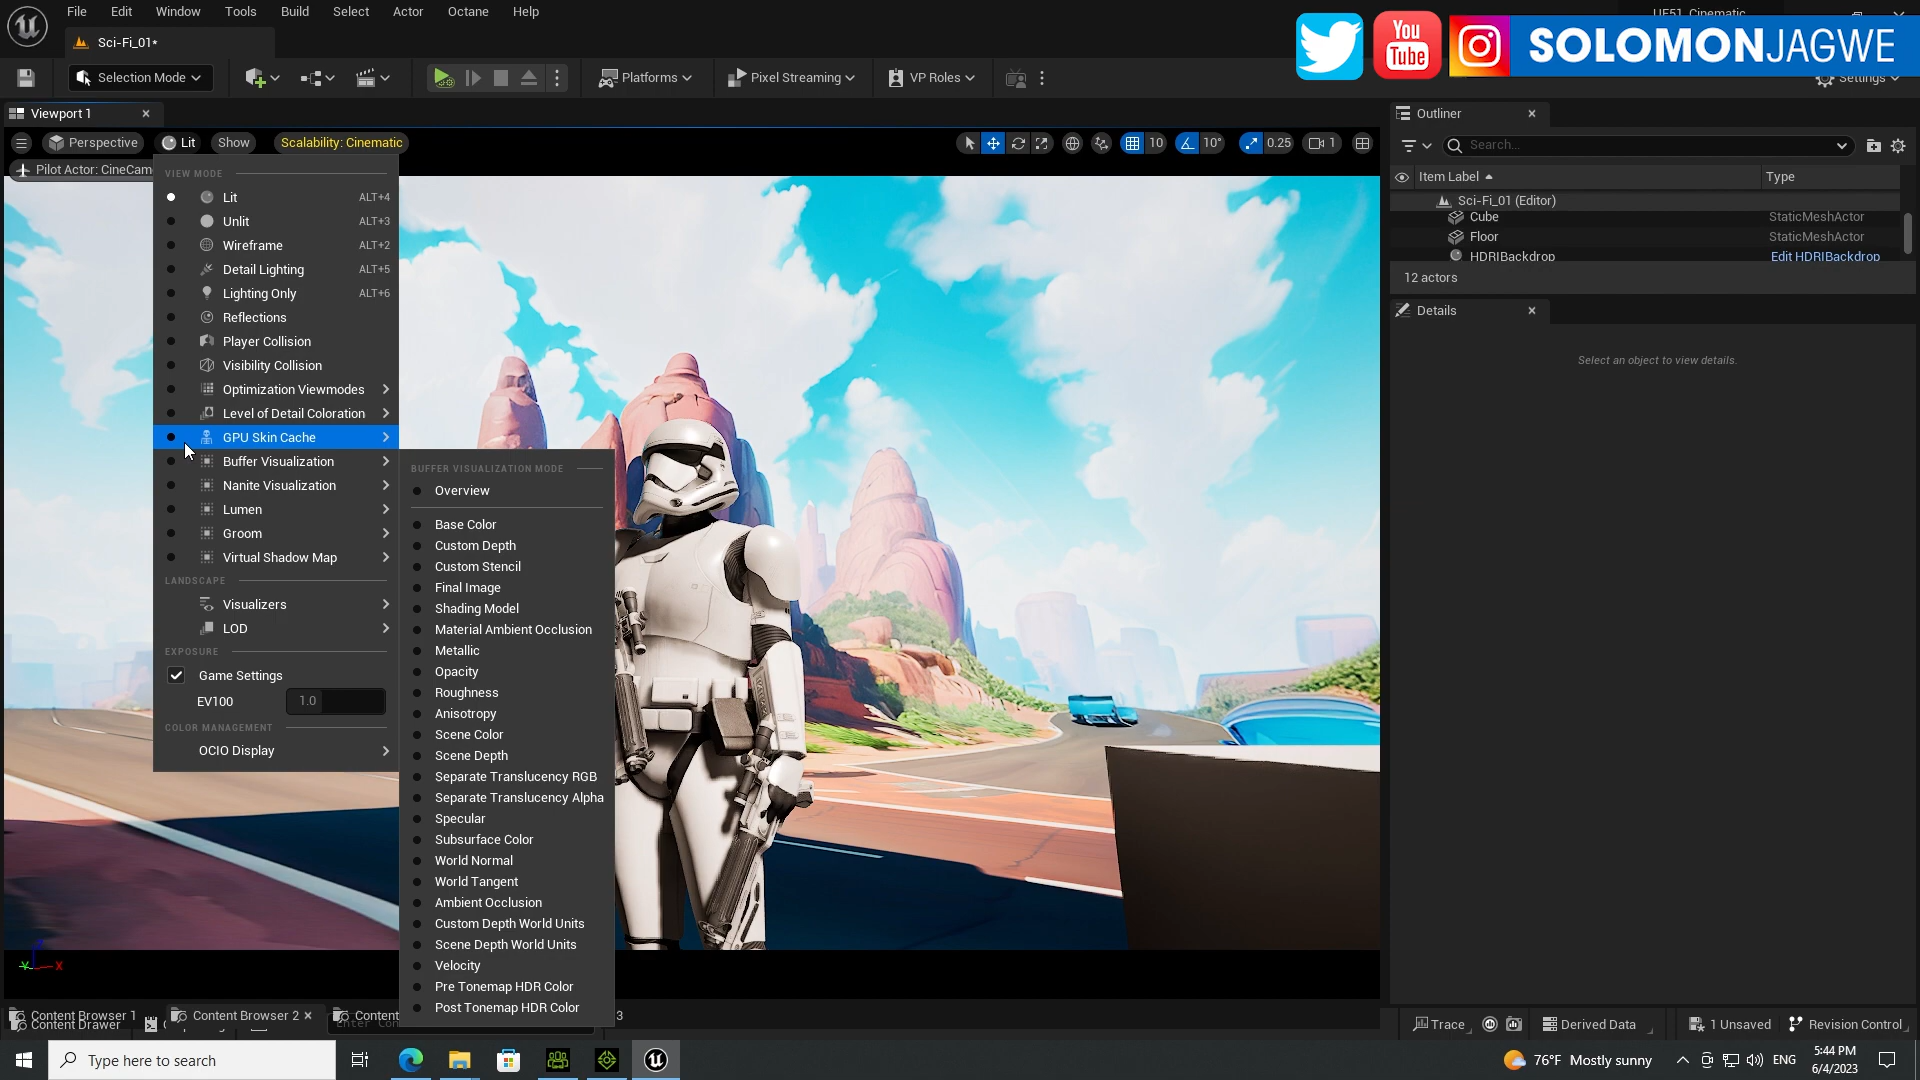 File Edit Window Tools Build Select Actor Octane Help
UE51_Cinematic
Sci-Fi_01*
You Tube
SOLOMONJAGWE
Selection Mode
Platforms
Pixel Streaming
VP Roles
Settings
Viewport 1
Outliner
Perspective Lit Show Scalability: Cinematic
10 10° 0.25 1
Search...
Pilot Actor: CineCam
Item Label Type
VIEW MODE
Lit ALT+4
Unlit ALT+3
Wireframe ALT+2
Detail Lighting ALT+5
Lighting Only ALT+6
Reflections
Player Collision
Visibility Collision
Optimization Viewmodes
Level of Detail Coloration
GPU Skin Cache
Buffer Visualization
Nanite Visualization
Lumen
Groom
Virtual Shadow Map
LANDSCAPE
Visualizers
LOD
EXPOSURE
Game Settings
EV100 1.0
COLOR MANAGEMENT
OCIO Display
BUFFER VISUALIZATION MODE
Overview
Base Color
Custom Depth
Custom Stencil
Final Image
Shading Model
Material Ambient Occlusion
Metallic
Opacity
Roughness
Anisotropy
Scene Color
Scene Depth
Separate Translucency RGB
Separate Translucency Alpha
Specular
Subsurface Color
World Normal
World Tangent
Ambient Occlusion
Custom Depth World Units
Scene Depth World Units
Velocity
Pre Tonemap HDR Color
Post Tonemap HDR Color
Sci-Fi_01 (Editor)
Cube StaticMeshActor
Floor StaticMeshActor
HDRIBackdrop Edit HDRIBackdrop
12 actors
Details
Select an object to view details.
Y X
Content Browser 1
Content Browser 2
Content
3
Content Drawer
Trace
Derived Data
1 Unsaved
Revision Control
Type here to search
76°F Mostly sunny
ENG
5:44 PM
6/4/2023